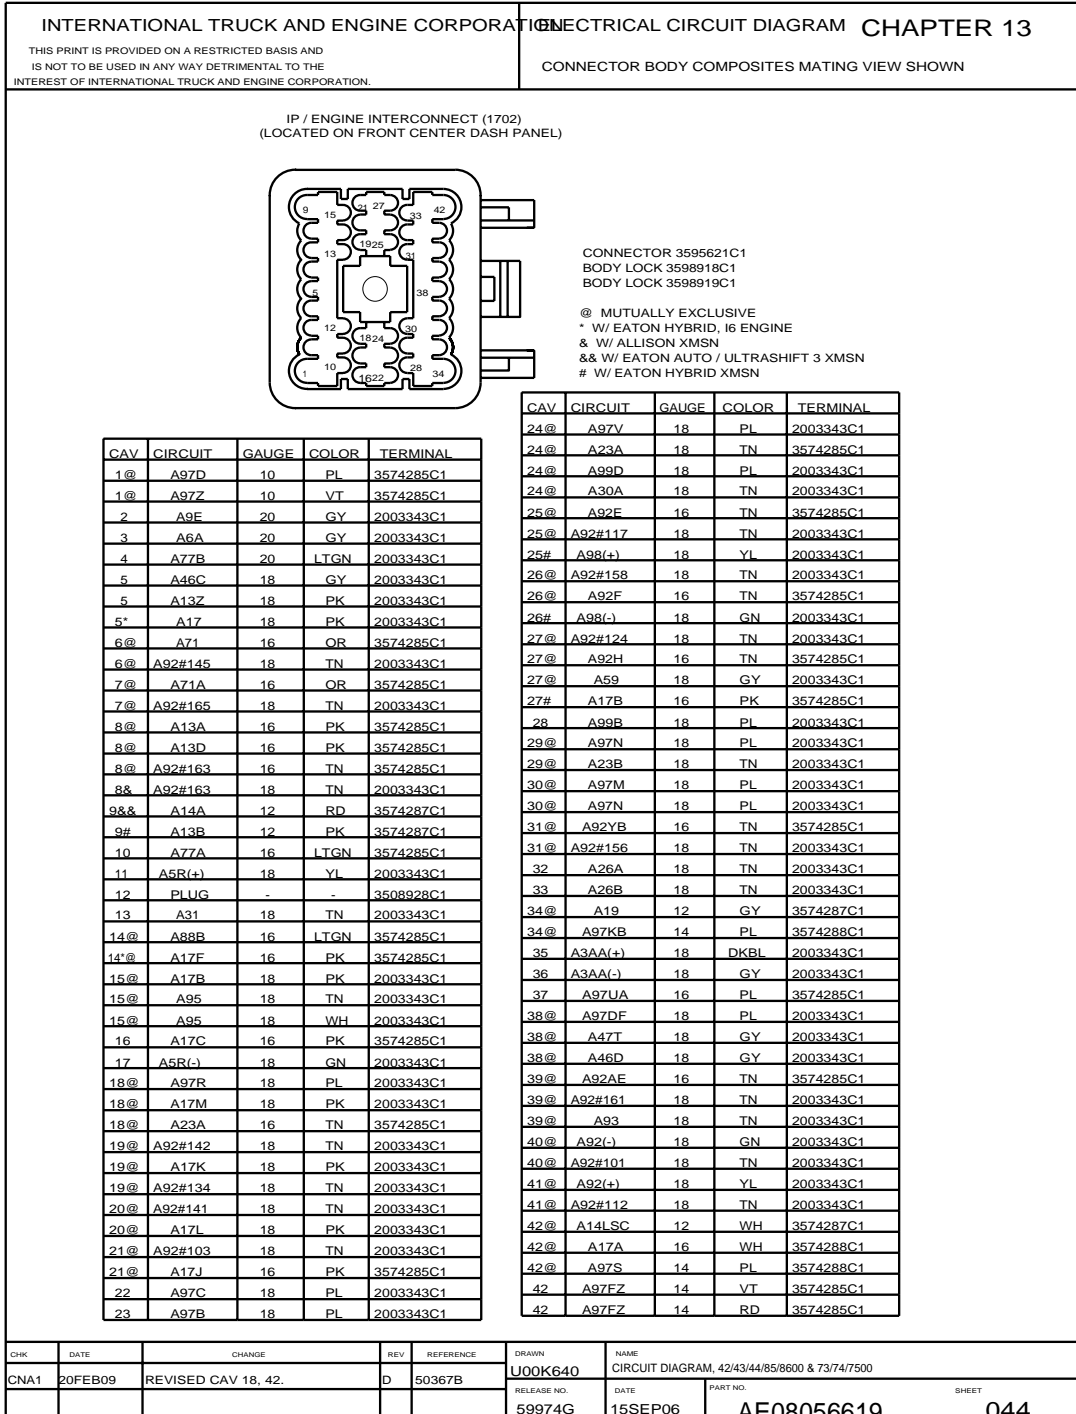 INTERNATIONAL TRUCK AND ENGINE CORPORATION
THIS PRINT IS PROVIDED ON A RESTRICTED BASIS AND
IS NOT TO BE USED IN ANY WAY DETRIMENTAL TO THE
INTEREST OF INTERNATIONAL TRUCK AND ENGINE CORPORATION.
ELECTRICAL CIRCUIT DIAGRAM CHAPTER 13
CONNECTOR BODY COMPOSITES MATING VIEW SHOWN
IP / ENGINE INTERCONNECT (1702)
(LOCATED ON FRONT CENTER DASH PANEL)
9 15 21 27 33 42
13 19 25 31
5 38
12 18 24 30
1 10 16 22 28 34
CONNECTOR 3595621C1
BODY LOCK 3598918C1
BODY LOCK 3598919C1
@ MUTUALLY EXCLUSIVE
* W/ EATON HYBRID, I6 ENGINE
& W/ ALLISON XMSN
&& W/ EATON AUTO / ULTRASHIFT 3 XMSN
# W/ EATON HYBRID XMSN
CAV CIRCUIT GAUGE COLOR TERMINAL
1@ A97D 10 PL 3574285C1
1@ A97Z 10 VT 3574285C1
2 A9E 20 GY 2003343C1
3 A6A 20 GY 2003343C1
4 A77B 20 LTGN 2003343C1
5 A46C 18 GY 2003343C1
5 A13Z 18 PK 2003343C1
5* A17 18 PK 2003343C1
6@ A71 16 OR 3574285C1
6@ A92#145 18 TN 2003343C1
7@ A71A 16 OR 3574285C1
7@ A92#165 18 TN 2003343C1
8@ A13A 16 PK 3574285C1
8@ A13D 16 PK 3574285C1
8@ A92#163 16 TN 3574285C1
8& A92#163 18 TN 2003343C1
9&& A14A 12 RD 3574287C1
9# A13B 12 PK 3574287C1
10 A77A 16 LTGN 3574285C1
11 A5R(+) 18 YL 2003343C1
12 PLUG - - 3508928C1
13 A31 18 TN 2003343C1
14@ A88B 16 LTGN 3574285C1
14*@ A17F 16 PK 3574285C1
15@ A17B 18 PK 2003343C1
15@ A95 18 TN 2003343C1
15@ A95 18 WH 2003343C1
16 A17C 16 PK 3574285C1
17 A5R(-) 18 GN 2003343C1
18@ A97R 18 PL 2003343C1
18@ A17M 18 PK 2003343C1
18@ A23A 16 TN 3574285C1
19@ A92#142 18 TN 2003343C1
19@ A17K 18 PK 2003343C1
19@ A92#134 18 TN 2003343C1
20@ A92#141 18 TN 2003343C1
20@ A17L 18 PK 2003343C1
21@ A92#103 18 TN 2003343C1
21@ A17J 16 PK 3574285C1
22 A97C 18 PL 2003343C1
23 A97B 18 PL 2003343C1
CAV CIRCUIT GAUGE COLOR TERMINAL
24@ A97V 18 PL 2003343C1
24@ A23A 18 TN 3574285C1
24@ A99D 18 PL 2003343C1
24@ A30A 18 TN 2003343C1
25@ A92E 16 TN 3574285C1
25@ A92#117 18 TN 2003343C1
25# A98(+) 18 YL 2003343C1
26@ A92#158 18 TN 2003343C1
26@ A92F 16 TN 3574285C1
26# A98(-) 18 GN 2003343C1
27@ A92#124 18 TN 2003343C1
27@ A92H 16 TN 3574285C1
27@ A59 18 GY 2003343C1
27# A17B 16 PK 3574285C1
28 A99B 18 PL 2003343C1
29@ A97N 18 PL 2003343C1
29@ A23B 18 TN 2003343C1
30@ A97M 18 PL 2003343C1
30@ A97N 18 PL 2003343C1
31@ A92YB 16 TN 3574285C1
31@ A92#156 18 TN 2003343C1
32 A26A 18 TN 2003343C1
33 A26B 18 TN 2003343C1
34@ A19 12 GY 3574287C1
34@ A97KB 14 PL 3574288C1
35 A3AA(+) 18 DKBL 2003343C1
36 A3AA(-) 18 GY 2003343C1
37 A97UA 16 PL 3574285C1
38@ A97DF 18 PL 2003343C1
38@ A47T 18 GY 2003343C1
38@ A46D 18 GY 2003343C1
39@ A92AE 16 TN 3574285C1
39@ A92#161 18 TN 2003343C1
39@ A93 18 TN 2003343C1
40@ A92(-) 18 GN 2003343C1
40@ A92#101 18 TN 2003343C1
41@ A92(+) 18 YL 2003343C1
41@ A92#112 18 TN 2003343C1
42@ A14LSC 12 WH 3574287C1
42@ A17A 16 WH 3574288C1
42@ A97S 14 PL 3574288C1
42 A97FZ 14 VT 3574285C1
42 A97FZ 14 RD 3574285C1
CHK DATE CHANGE REV REFERENCE
CNA1 20FEB09 REVISED CAV 18, 42. D 50367B
DRAWN
U00K640
NAME
CIRCUIT DIAGRAM, 42/43/44/85/8600 & 73/74/7500
RELEASE NO. DATE PART NO. SHEET
59974G 15SEP06 AE08056619 044